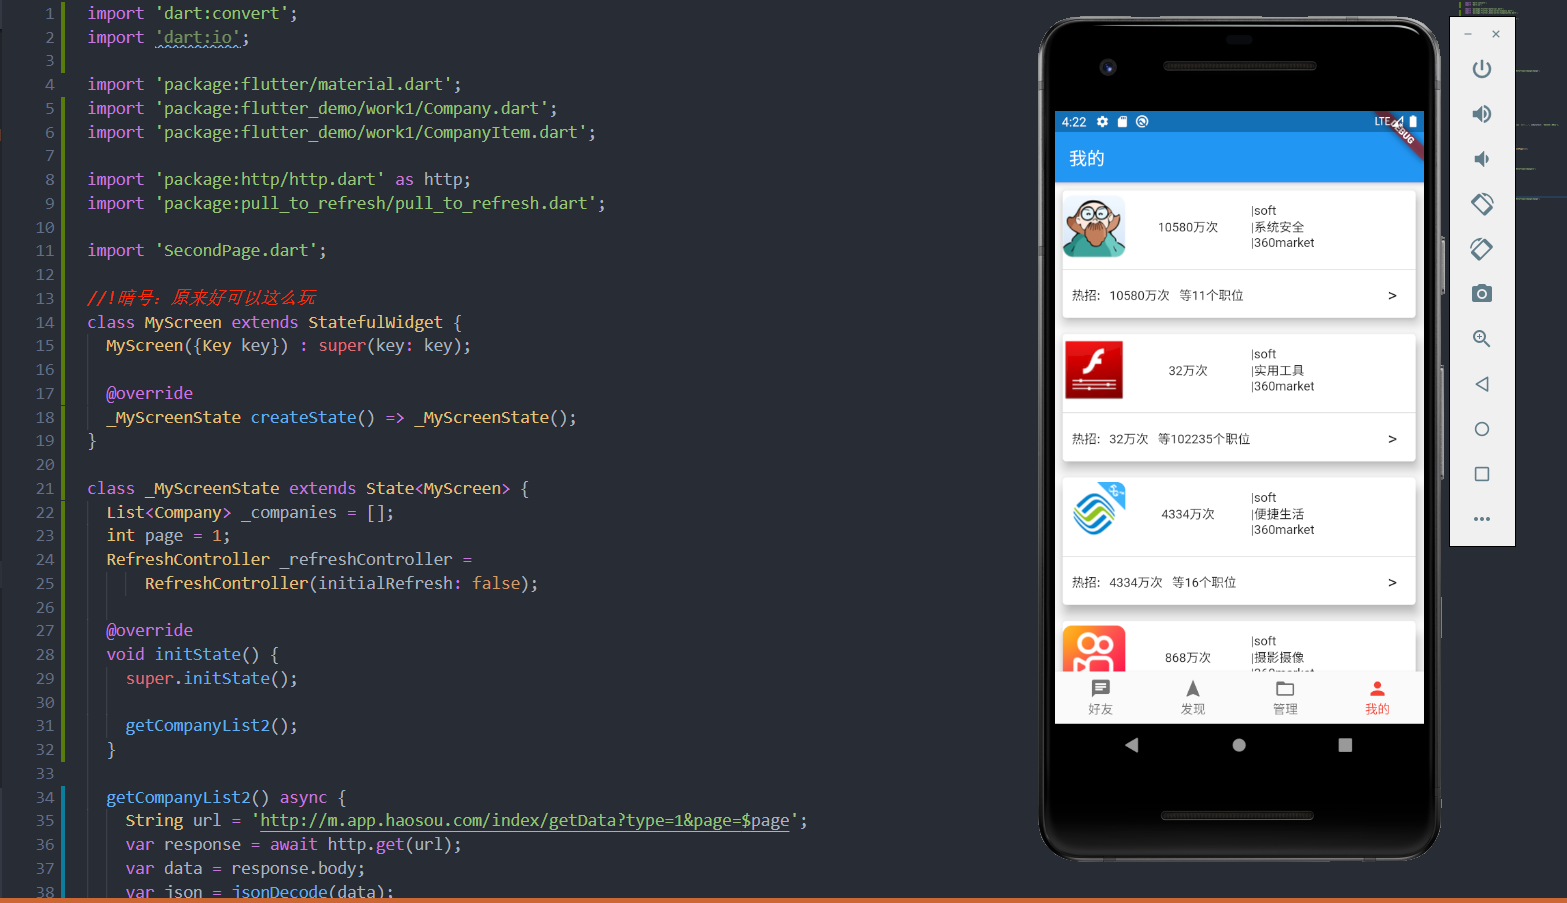 1 import 'dart:convert';
2 import 'dart:io';
3
4 import 'package:flutter/material.dart';
5 import 'package:flutter_demo/work1/Company.dart';
6 import 'package:flutter_demo/work1/CompanyItem.dart';
7
8 import 'package:http/http.dart' as http;
9 import 'package:pull_to_refresh/pull_to_refresh.dart';
10
11 import 'SecondPage.dart';
12
13 //!暗号：原来好可以这么玩
14 class MyScreen extends StatefulWidget {
15 MyScreen({Key key}) : super(key: key);
16
17 @override
18 _MyScreenState createState() => _MyScreenState();
19 }
20
21 class _MyScreenState extends State<MyScreen> {
22 List<Company> _companies = [];
23 int page = 1;
24 RefreshController _refreshController =
25 RefreshController(initialRefresh: false);
26
27 @override
28 void initState() {
29 super.initState();
30
31 getCompanyList2();
32 }
33
34 getCompanyList2() async {
35 String url = 'http://m.app.haosou.com/index/getData?type=1&page=$page';
36 var response = await http.get(url);
37 var data = response.body;
38 var json = jsonDecode(data);
4:22 LTE
DEBUG
我的
|soft
10580万次 |系统安全
|360market
热招: 10580万次 等11个职位 >
|soft
32万次 |实用工具
|360market
热招: 32万次 等102235个职位 >
|soft
4334万次 |便捷生活
|360market
热招: 4334万次 等16个职位 >
|soft
868万次 |摄影摄像
|360market
好友 发现 管理 我的